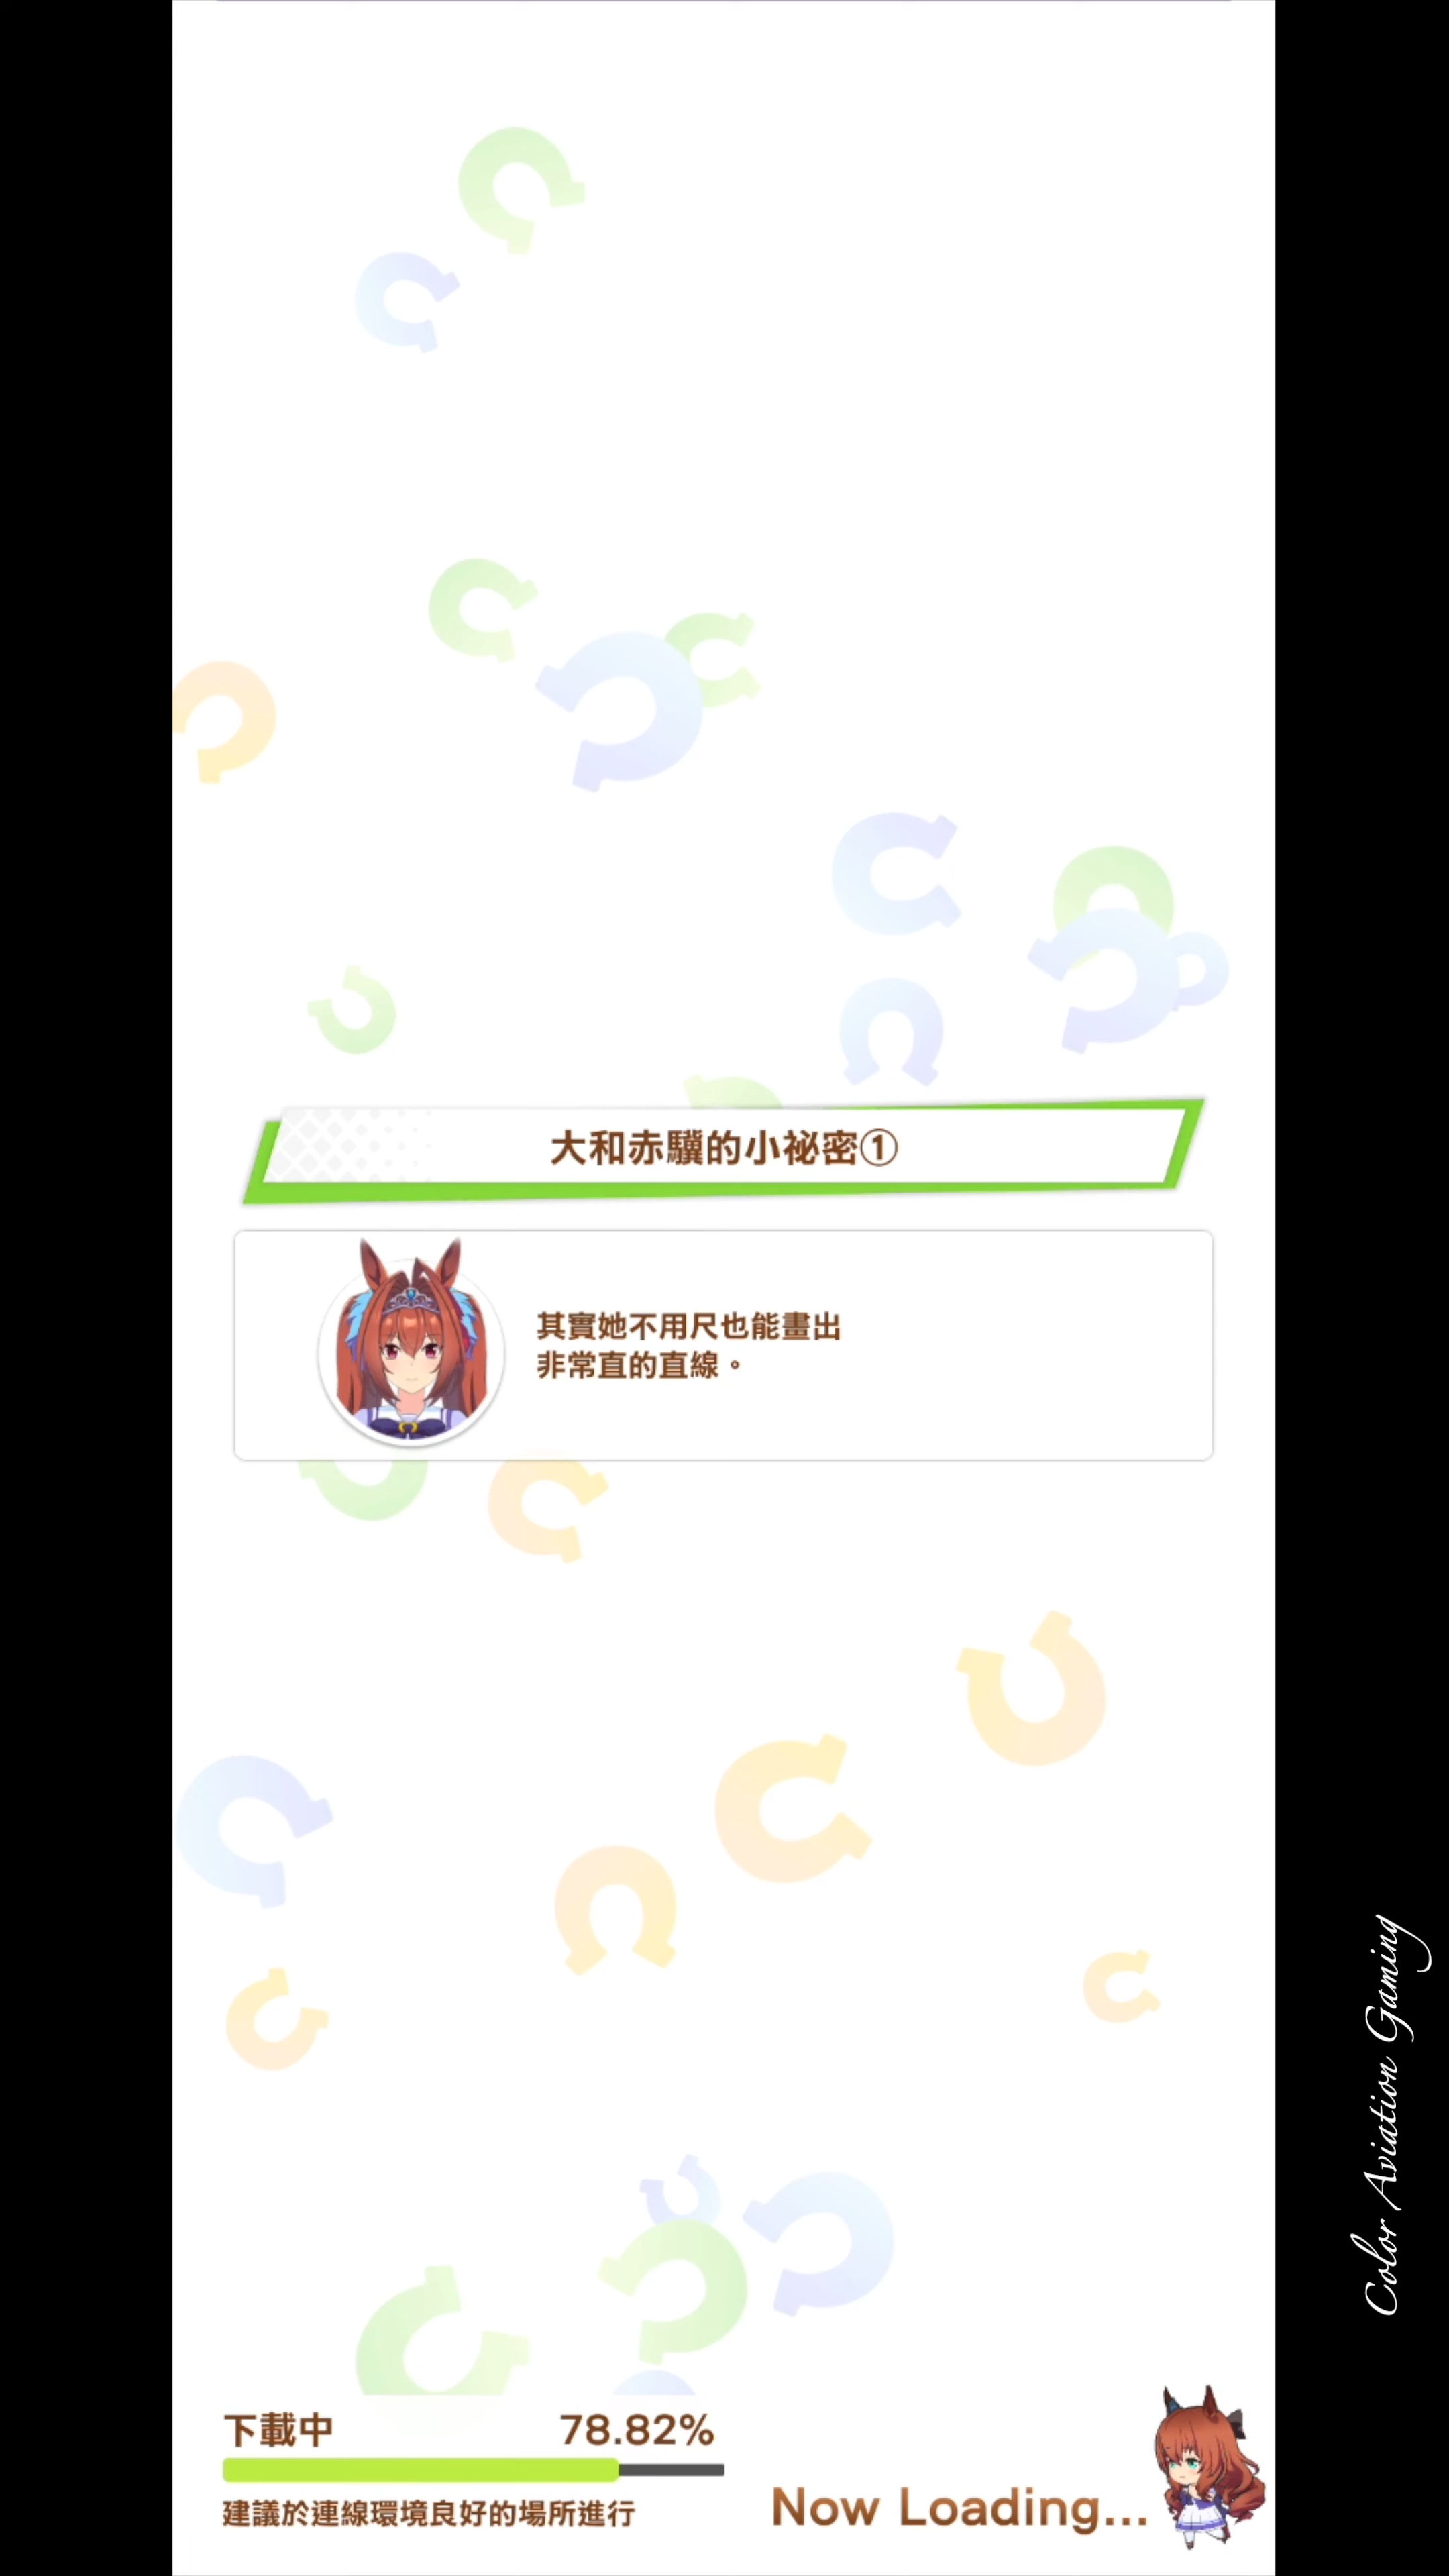 大和赤驥的小祕密①
其實她不用尺也能畫出
非常直的直線。
下載中 78.82%
建議於連線環境良好的場所進行
Now Loading...
Color Aviation Gaming